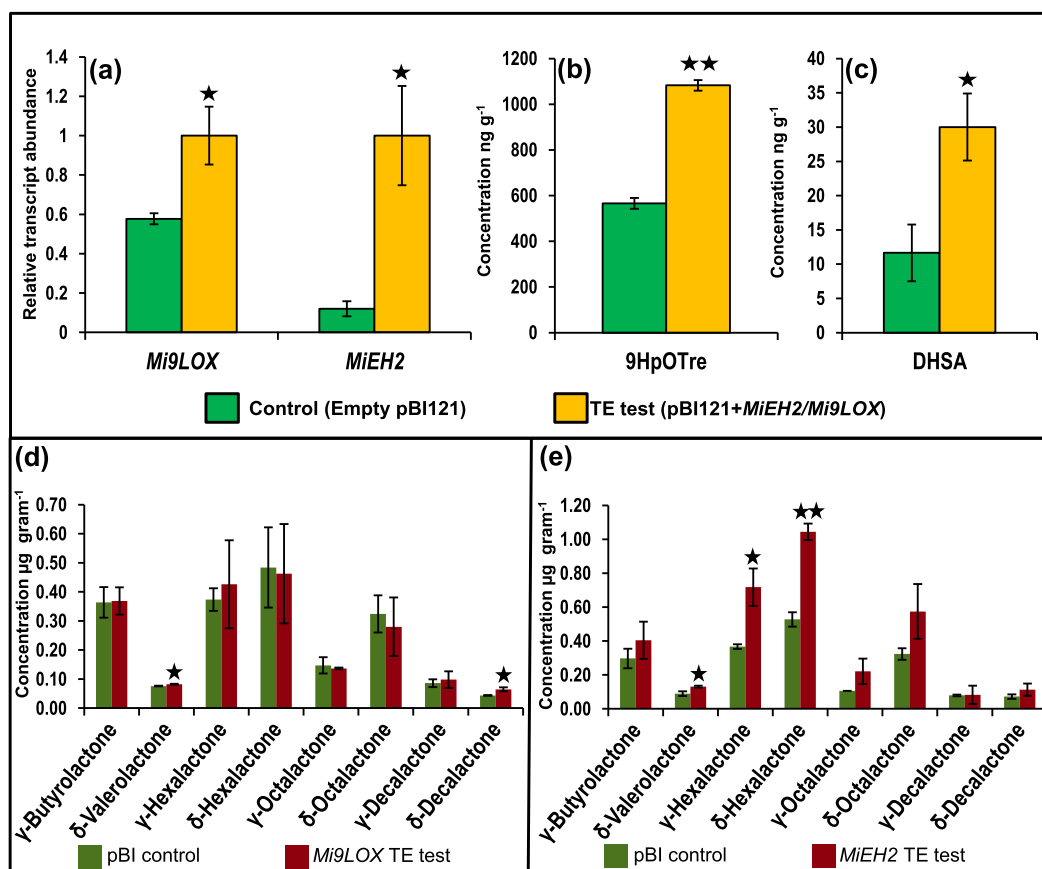 (a)
Relative transcript abundance
1.4
1.2
1
0.8
0.6
0.4
0.2
0
Mi9LOX
MiEH2
(b)
Concentration ng g-1
1200
1000
800
600
400
200
0
9HpOTre
(c)
Concentration ng g-1
40
35
30
25
20
15
10
5
0
DHSA
Control (Empty pBI121)
TE test (pBI121+MiEH2/Mi9LOX)
(d)
Concentration µg gram-1
0.70
0.60
0.50
0.40
0.30
0.20
0.10
0.00
γ-Butyrolactone
δ-Valerolactone
γ-Hexalactone
δ-Hexalactone
γ-Octalactone
δ-Octalactone
γ-Decalactone
δ-Decalactone
pBI control
Mi9LOX TE test
(e)
Concentration µg gram-1
1.20
1.00
0.80
0.60
0.40
0.20
0.00
γ-Butyrolactone
δ-Valerolactone
γ-Hexalactone
δ-Hexalactone
γ-Octalactone
δ-Octalactone
γ-Decalactone
δ-Decalactone
pBI control
MiEH2 TE test